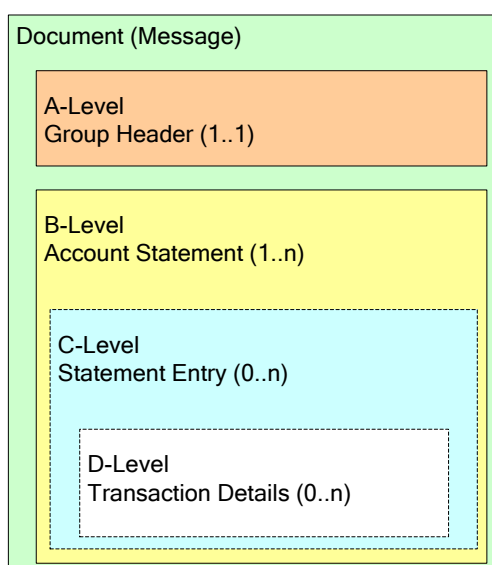 Document (Message)
A-Level
Group Header (1..1)
B-Level
Account Statement (1..n)
C-Level
Statement Entry (0..n)
D-Level
Transaction Details (0..n)